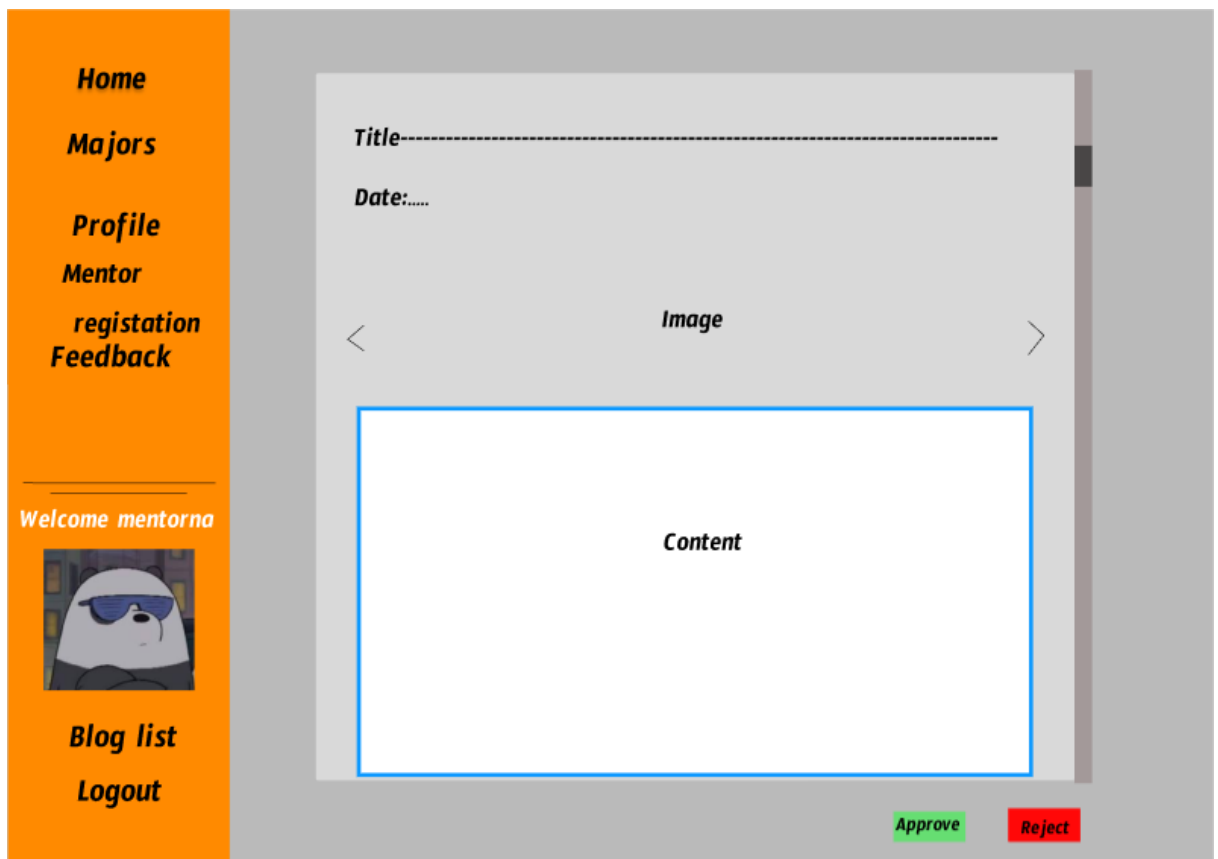 Home
Majors
Profile
Mentor
registation
Feedback
Welcome mentorna
Blog list
Logout
Title-------------------------------------------------------------------------------
Date:.....
Image
Content
Approve
Reject